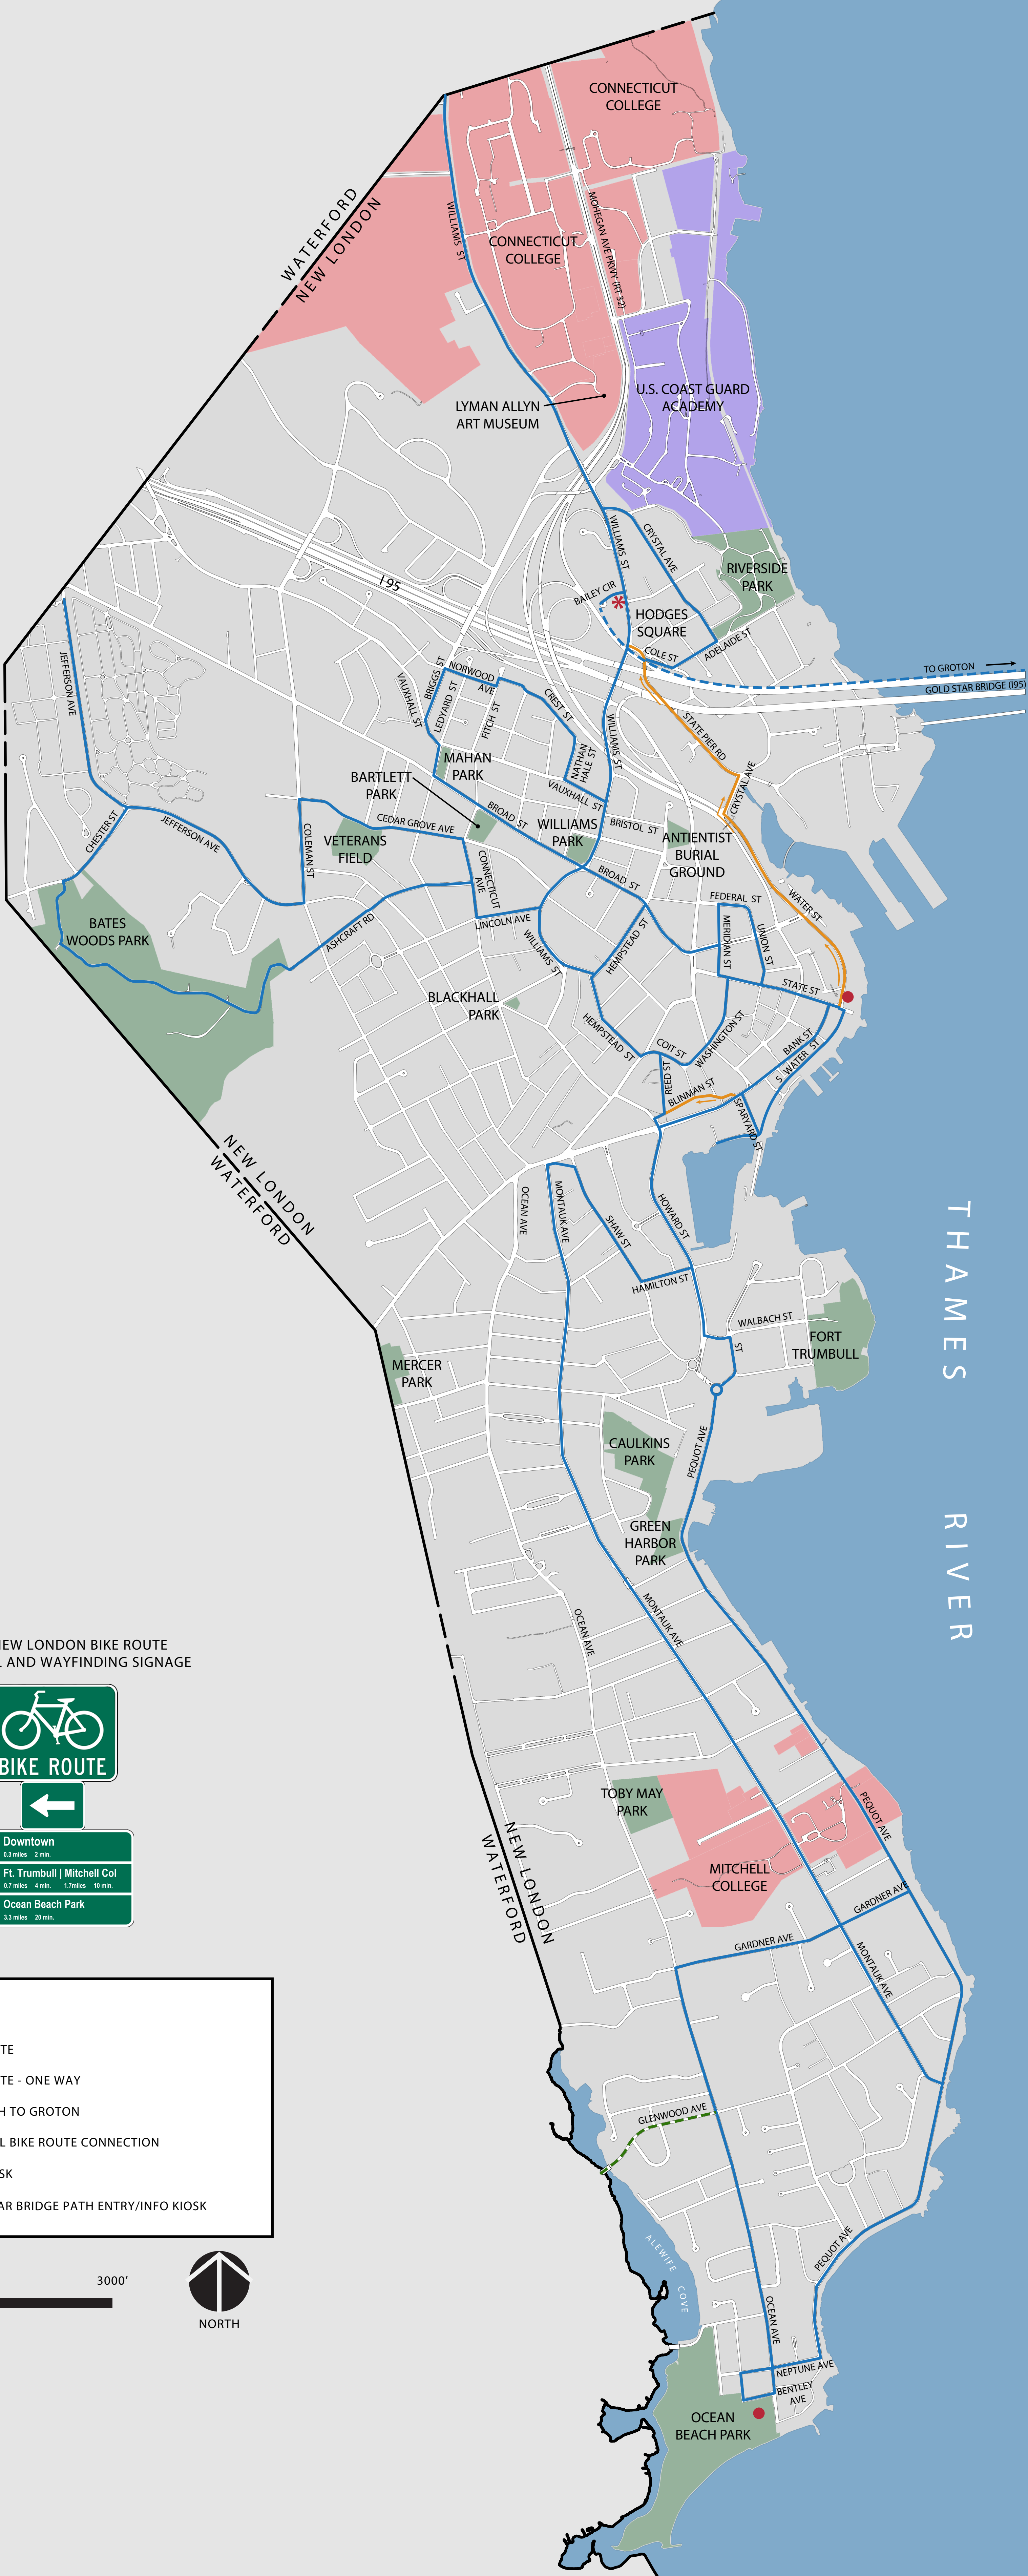 CONNECTICUT
COLLEGE
WATERFORD
NEW LONDON
WILLIAMS ST
CONNECTICUT
COLLEGE
MOHEGAN AVE PKWY (RT 32)
U.S. COAST GUARD
ACADEMY
LYMAN ALLYN
ART MUSEUM
WILLIAMS ST
CRYSTAL AVE
RIVERSIDE
PARK
I 95
BAILEY CIR
*
HODGES
SQUARE
ADELAIDE ST
COLE ST
TO GROTON
GOLD STAR BRIDGE (I95)
JEFFERSON AVE
VAUXHALL ST
BRIGGS ST
LEDYARD ST
NORWOOD
AVE
FITCH ST
CREST ST
NATHAN
HALE ST
WILLIAMS ST
STATE PIER RD
CRYSTAL AVE
MAHAN
PARK
BARTLETT
PARK
VAUXHALL ST
BROAD ST
WILLIAMS
PARK
BRISTOL ST
ANTIENTIST
BURIAL
GROUND
CHESTER ST
JEFFERSON AVE
COLEMAN ST
VETERANS
FIELD
CEDAR GROVE AVE
CONNECTICUT
AVE
BROAD ST
FEDERAL ST
WATER ST
BATES
WOODS PARK
ASHCRAFT RD
LINCOLN AVE
WILLIAMS ST
HEMPSTEAD ST
MERIDIAN ST
UNION ST
STATE ST
BLACKHALL
PARK
HEMPSTEAD ST
COIT ST
WASHINGTON ST
BANK ST
S. WATER ST
REED ST
BLINMAN ST
SPARYARD ST
NEW LONDON
WATERFORD
OCEAN AVE
MONTAUK AVE
SHAW ST
HOWARD ST
HAMILTON ST
WALBACH ST
ST
FORT
TRUMBULL
THAMES RIVER
MERCER
PARK
CAULKINS
PARK
PEQUOT AVE
GREEN
HARBOR
PARK
OCEAN AVE
MONTAUK AVE
NEW LONDON BIKE ROUTE
AND WAYFINDING SIGNAGE
BIKE ROUTE
Downtown
0.3 miles 2 min.
Ft. Trumbull | Mitchell Col
0.7 miles 4 min. 1.7miles 10 min.
Ocean Beach Park
3.3 miles 20 min.
TOBY MAY
PARK
PEQUOT AVE
NEW LONDON
WATERFORD
MITCHELL
COLLEGE
GARDNER AVE
GARDNER AVE
MONTAUK AVE
TE
TE - ONE WAY
H TO GROTON
L BIKE ROUTE CONNECTION
SK
AR BRIDGE PATH ENTRY/INFO KIOSK
3000'
NORTH
GLENWOOD AVE
ALEWIFE COVE
PEQUOT AVE
OCEAN AVE
NEPTUNE AVE
BENTLEY
AVE
OCEAN
BEACH PARK